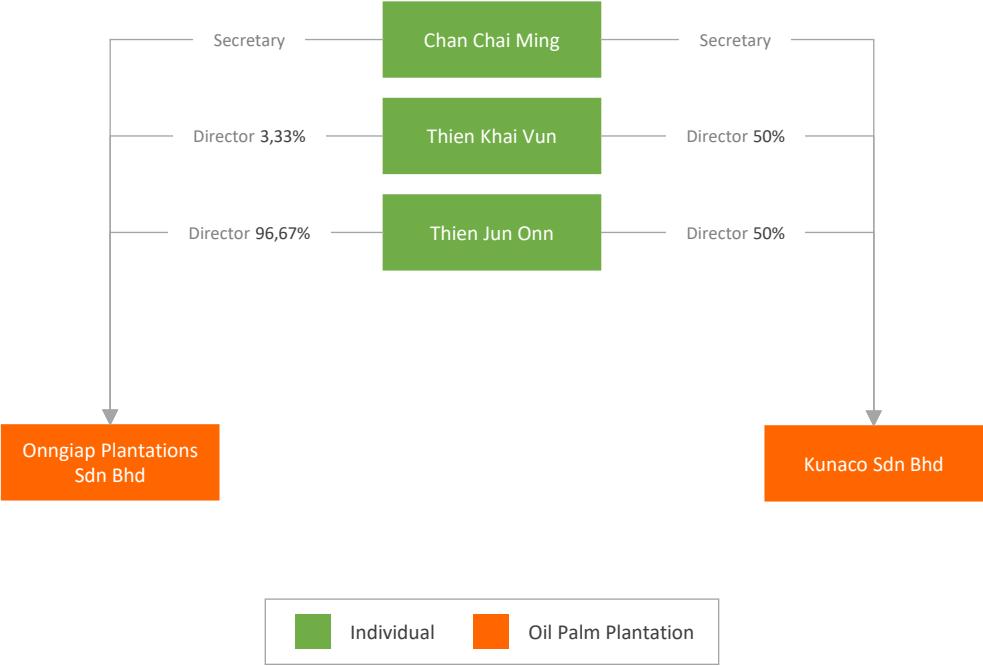 Secretary
Chan Chai Ming
Secretary
Director 3,33%
Thien Khai Vun
Director 50%
Director 96,67%
Thien Jun Onn
Director 50%
Onngiap Plantations
Sdn Bhd
Kunaco Sdn Bhd
Individual
Oil Palm Plantation